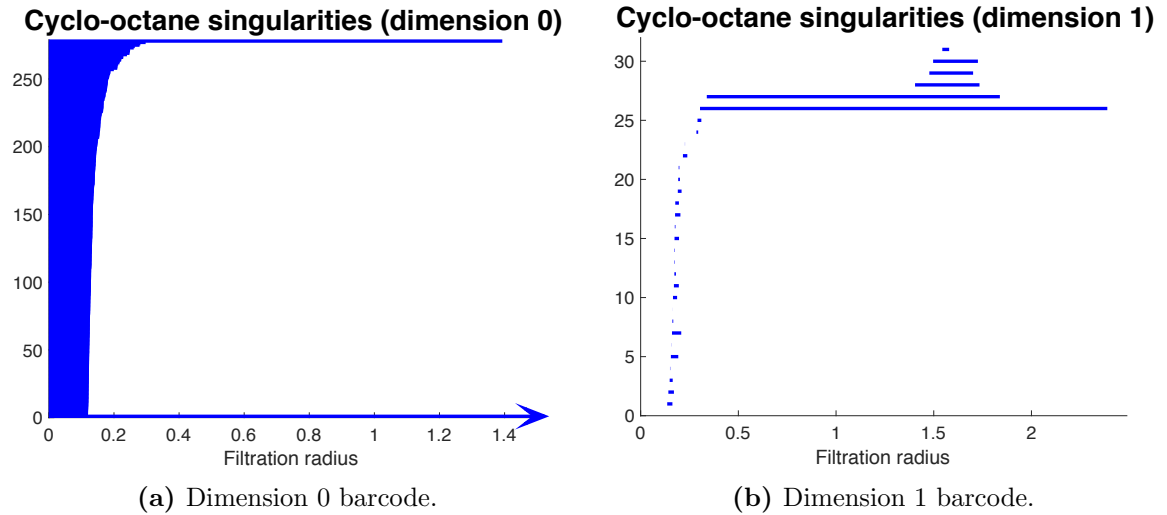 Cyclo-octane singularities (dimension 0)
250
200
150
100
50
0
0 0.2 0.4 0.6 0.8 1 1.2 1.4
Filtration radius
(a) Dimension 0 barcode.
Cyclo-octane singularities (dimension 1)
30
25
20
15
10
5
0
0 0.5 1 1.5 2
Filtration radius
(b) Dimension 1 barcode.